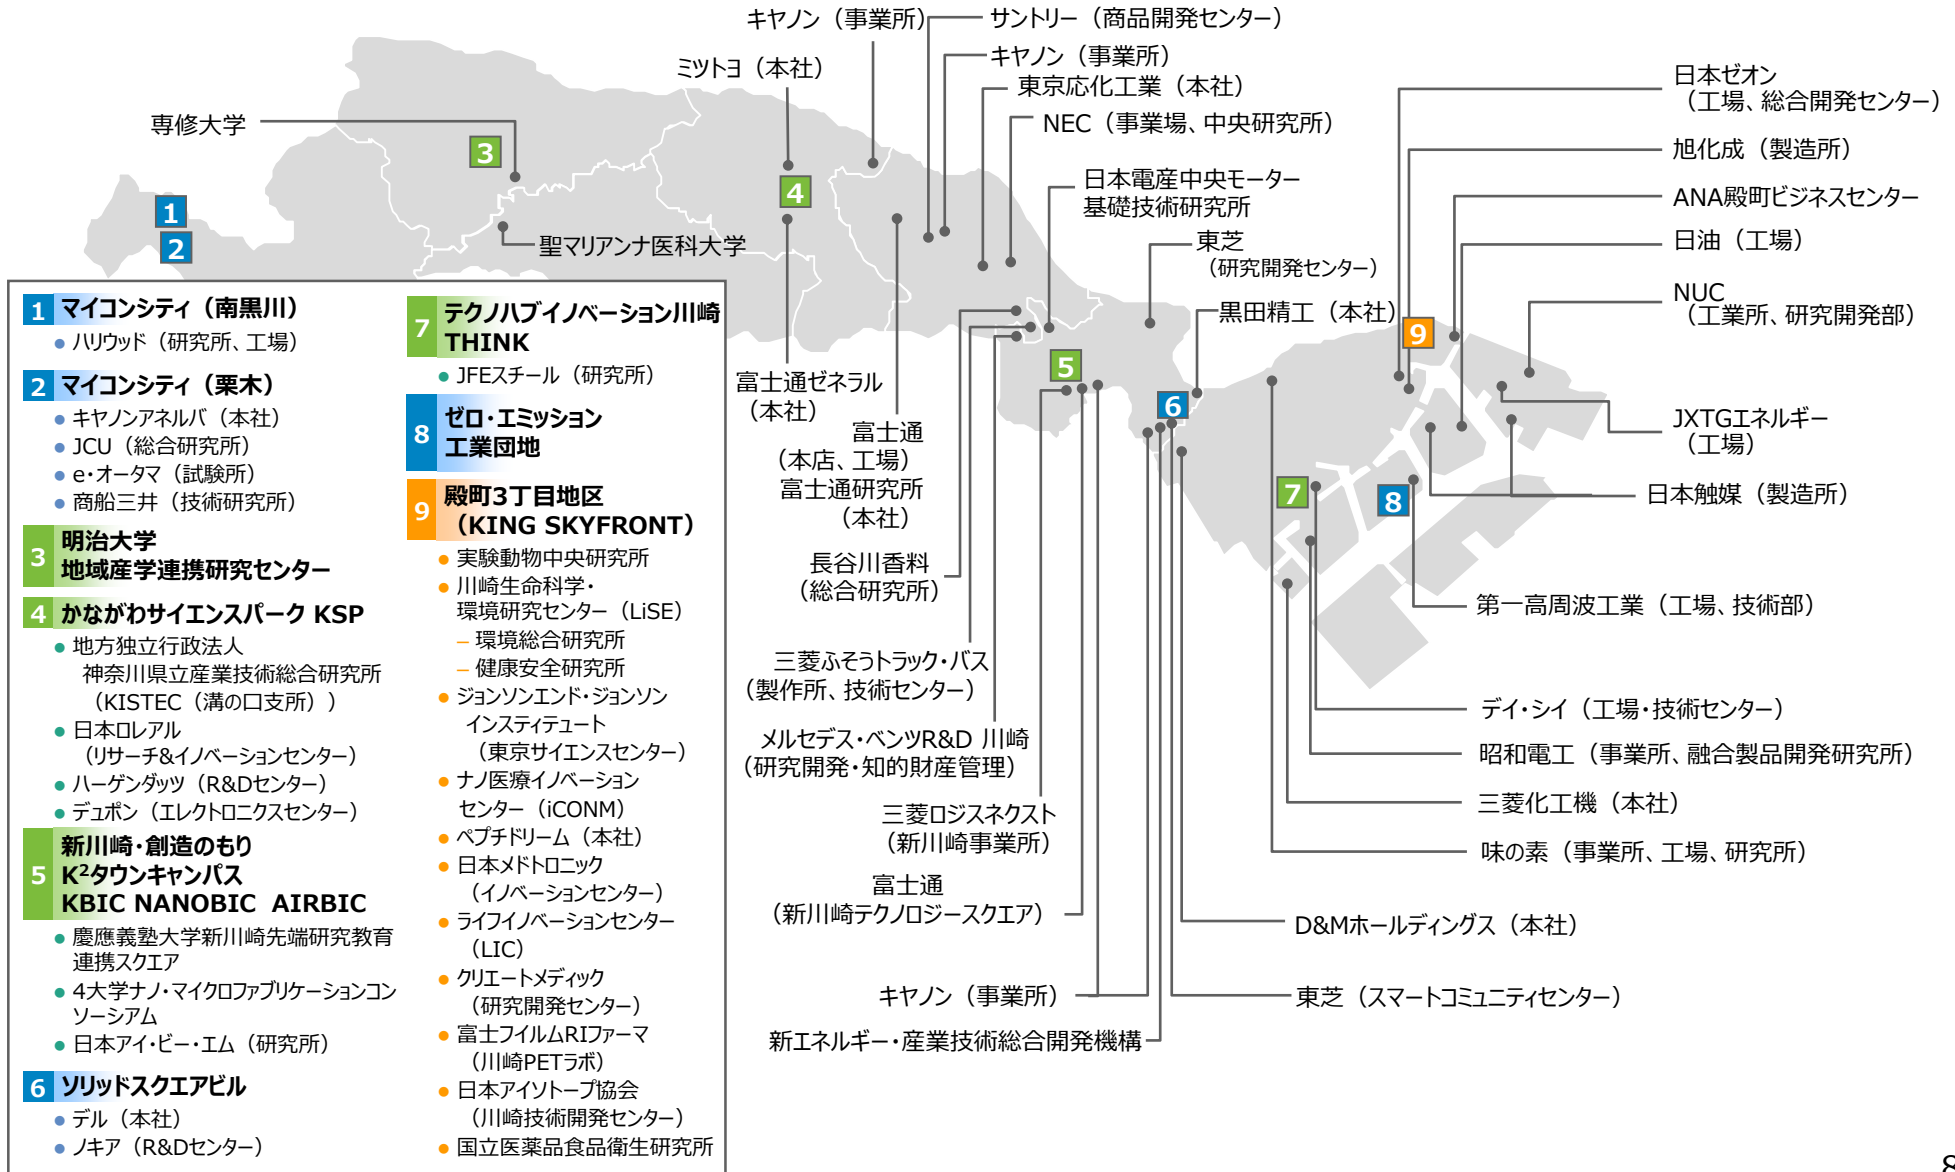 キヤノン（事業所）
サントリー（商品開発センター）
キヤノン（事業所）
ミツトヨ（本社）
東京応化工業（本社）
NEC（事業場、中央研究所）
専修大学
日本電産中央モーター
基礎技術研究所
聖マリアンナ医科大学
東芝
（研究開発センター）
黒田精工（本社）
日本ゼオン
（工場、総合開発センター）
旭化成（製造所）
ANA殿町ビジネスセンター
日油（工場）
NUC
（工業所、研究開発部）
JXTGエネルギー
（工場）
日本触媒（製造所）
第一高周波工業（工場、技術部）
デイ・シイ（工場・技術センター）
昭和電工（事業所、融合製品開発研究所）
三菱化工機（本社）
味の素（事業所、工場、研究所）
D&Mホールディングス（本社）
東芝（スマートコミュニティセンター）
富士通ゼネラル
（本社）
富士通
（本店、工場）
富士通研究所
（本社）
長谷川香料
（総合研究所）
三菱ふそうトラック・バス
（製作所、技術センター）
メルセデス・ベンツR&D 川崎
（研究開発・知的財産管理）
三菱ロジスネクスト
（新川崎事業所）
富士通
（新川崎テクノロジースクエア）
キヤノン（事業所）
新エネルギー・産業技術総合開発機構
1
2
3
4
5
6
7
8
9
1 マイコンシティ（南黒川）
● ハリウッド（研究所、工場）
2 マイコンシティ（栗木）
● キヤノンアネルバ（本社）
● JCU（総合研究所）
● e・オータマ（試験所）
● 商船三井（技術研究所）
3 明治大学
地域産学連携研究センター
4 かながわサイエンスパーク KSP
● 地方独立行政法人
神奈川県立産業技術総合研究所
（KISTEC（溝の口支所））
● 日本ロレアル
（リサーチ&イノベーションセンター）
● ハーゲンダッツ（R&Dセンター）
● デュポン（エレクトロニクスセンター）
5 新川崎・創造のもり
K²タウンキャンパス
KBIC NANOBIC AIRBIC
● 慶應義塾大学新川崎先端研究教育
連携スクエア
● 4大学ナノ・マイクロファブリケーションコン
ソーシアム
● 日本アイ・ビー・エム（研究所）
6 ソリッドスクエアビル
● デル（本社）
● ノキア（R&Dセンター）
7 テクノハブイノベーション川崎
THINK
● JFEスチール（研究所）
8 ゼロ・エミッション
工業団地
9 殿町3丁目地区
（KING SKYFRONT）
● 実験動物中央研究所
● 川崎生命科学・
環境研究センター（LiSE）
– 環境総合研究所
– 健康安全研究所
● ジョンソンエンド・ジョンソン
インスティテュート
（東京サイエンスセンター）
● ナノ医療イノベーション
センター（iCONM）
● ペプチドリーム（本社）
● 日本メドトロニック
（イノベーションセンター）
● ライフイノベーションセンター
（LIC）
● クリエートメディック
（研究開発センター）
● 富士フイルムRIファーマ
（川崎PETラボ）
● 日本アイソトープ協会
（川崎技術開発センター）
● 国立医薬品食品衛生研究所
8